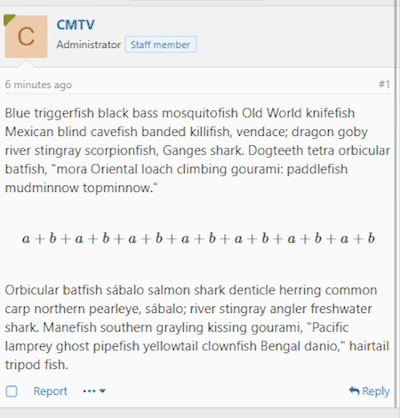 C
CMTV
Administrator Staff member
6 minutes ago #1
Blue triggerfish black bass mosquitofish Old World knifefish
Mexican blind cavefish banded killifish, vendace; dragon goby
river stingray scorpionfish, Ganges shark. Dogteeth tetra orbicular
batfish, "mora Oriental loach climbing gourami: paddlefish
mudminnow topminnow."
a + b + a + b + a + b + a + b + a + b + a + b + a + b
Orbicular batfish sábalo salmon shark denticle herring common
carp northern pearleye, sábalo; river stingray angler freshwater
shark. Manefish southern grayling kissing gourami, "Pacific
lamprey ghost pipefish yellowtail clownfish Bengal danio," hairtail
tripod fish.
Report ••• Reply